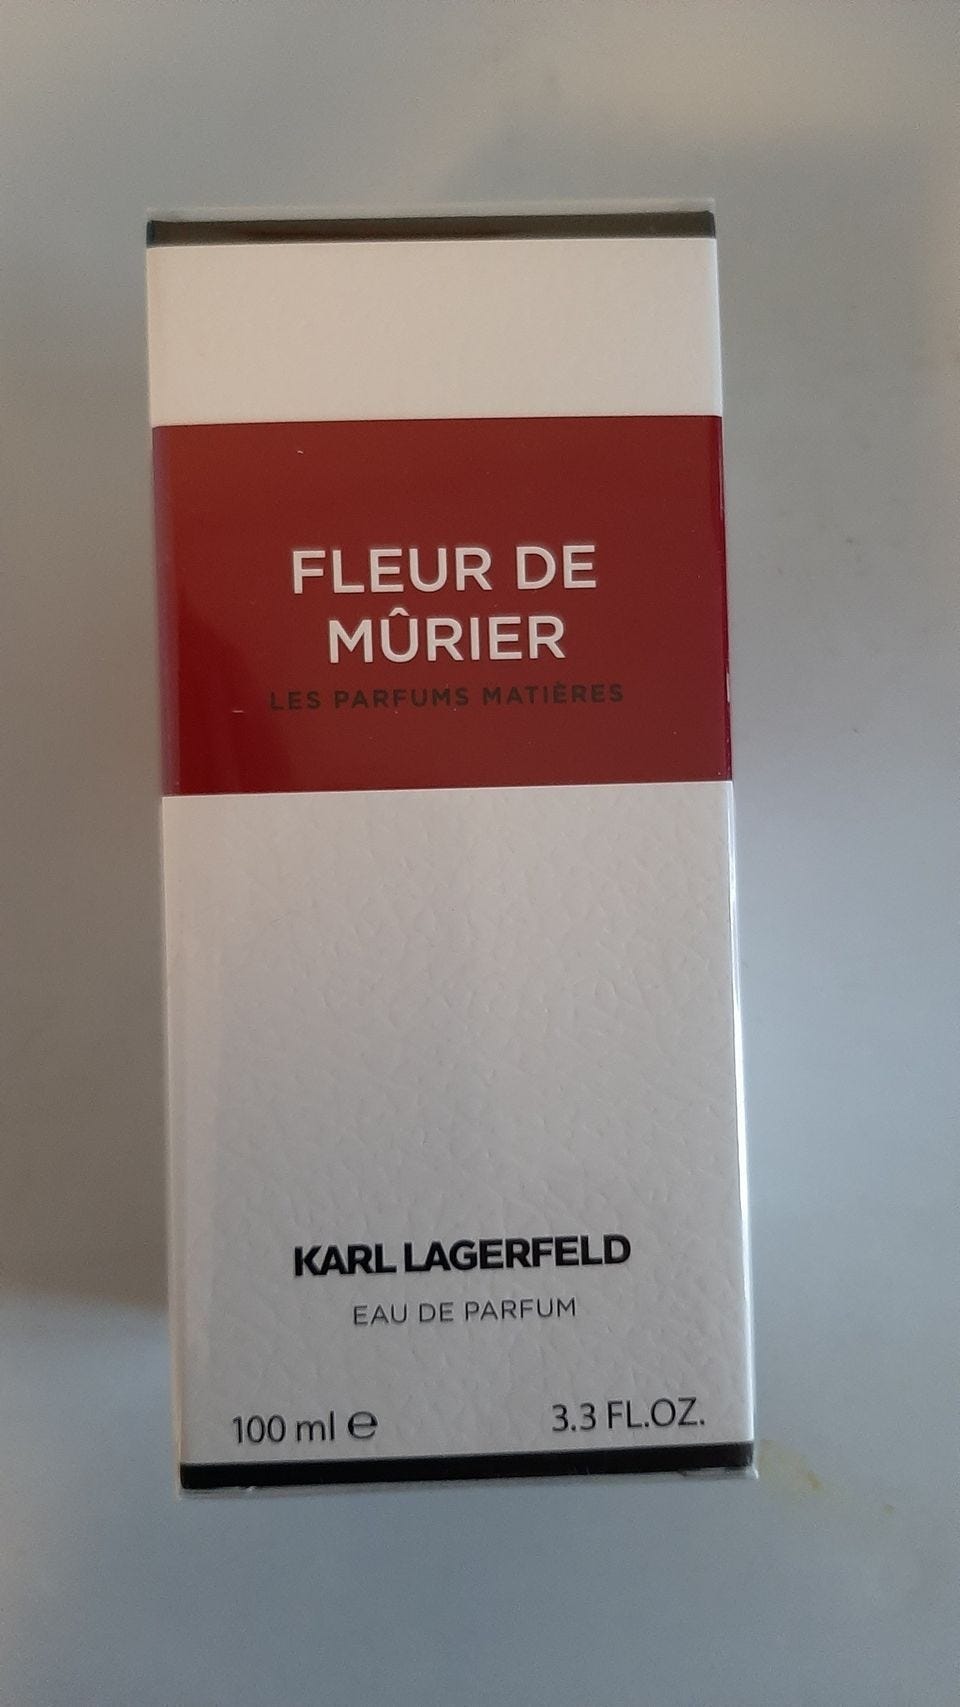 FLEUR DE
MÛRIER
LES PARFUMS MATIÈRES
KARL LAGERFELD
EAU DE PARFUM
100 ml ℮ 3.3 FL.OZ.